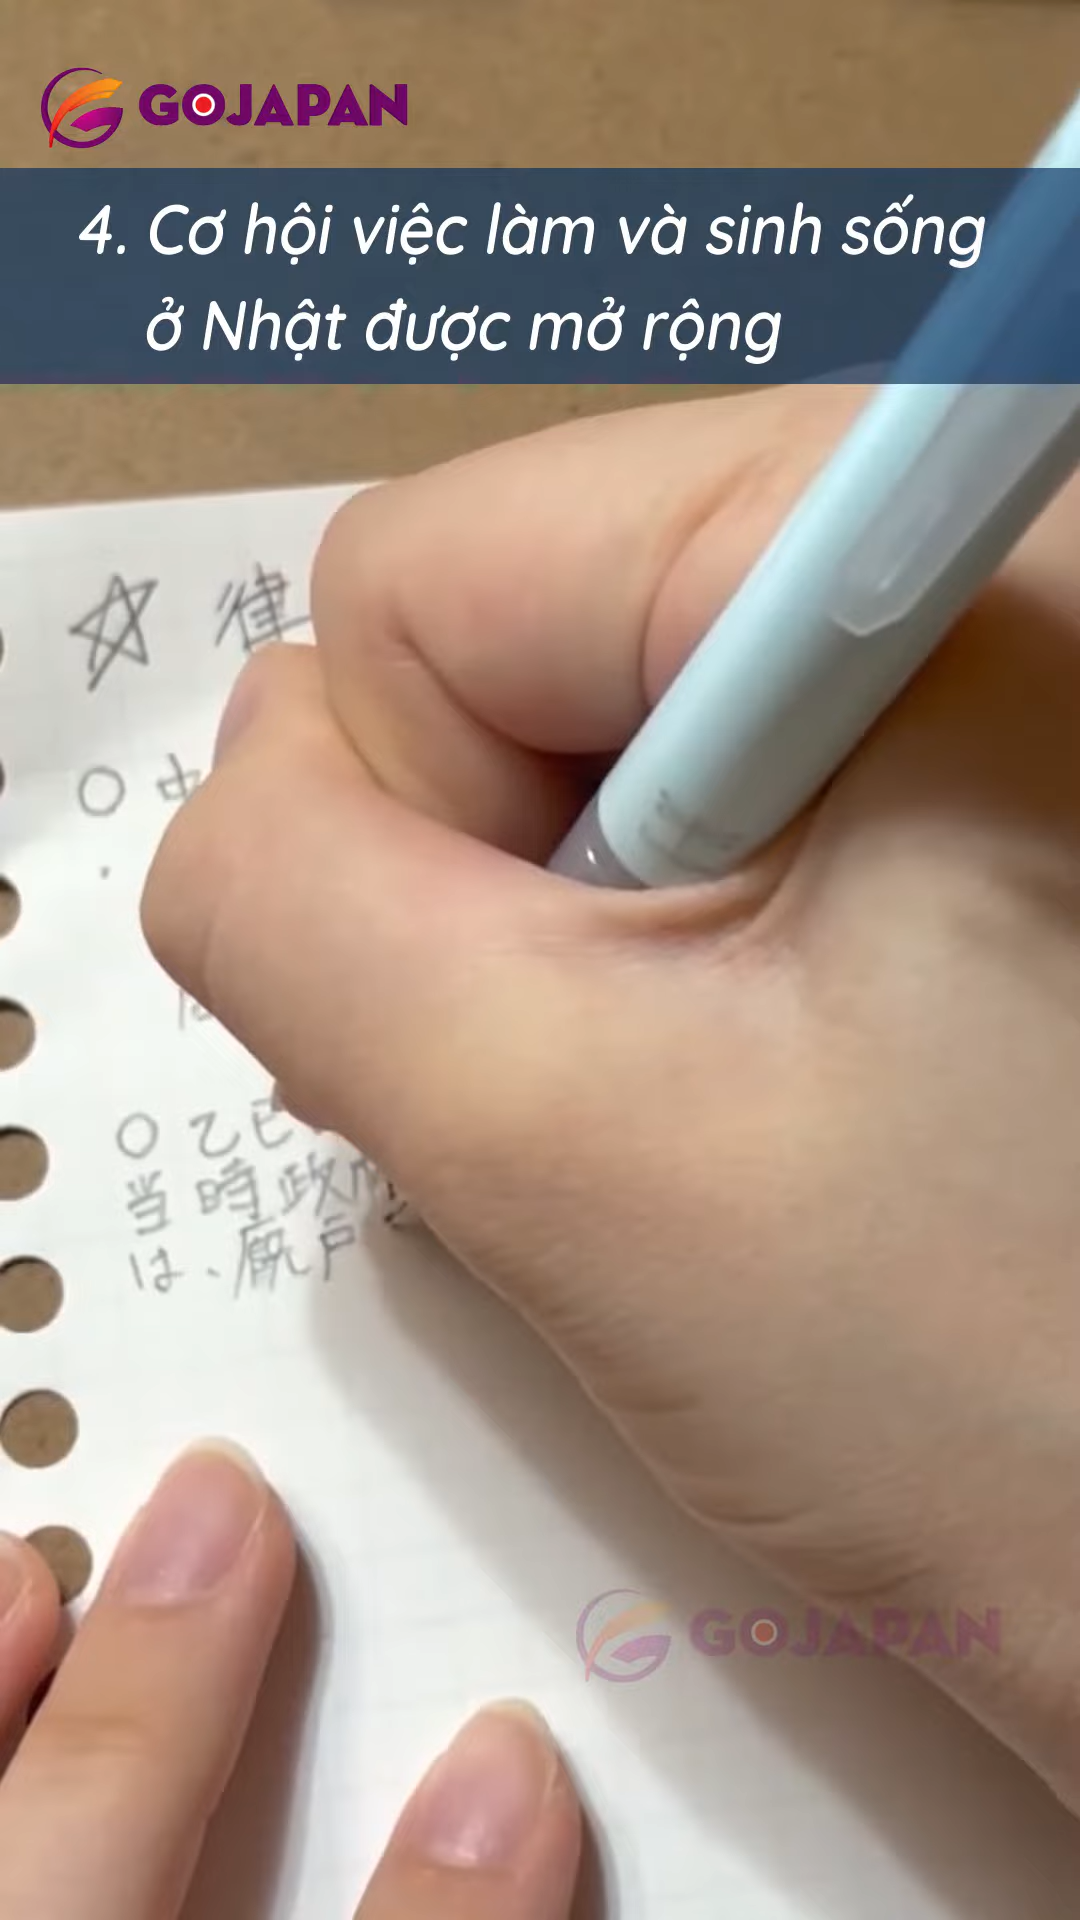 GOJAPAN
4. Cơ hội việc làm và sinh sống
ở Nhật được mở rộng
☆ 律
○ 中
○ 乙巳
当時政
は、厩戸
GOJAPAN